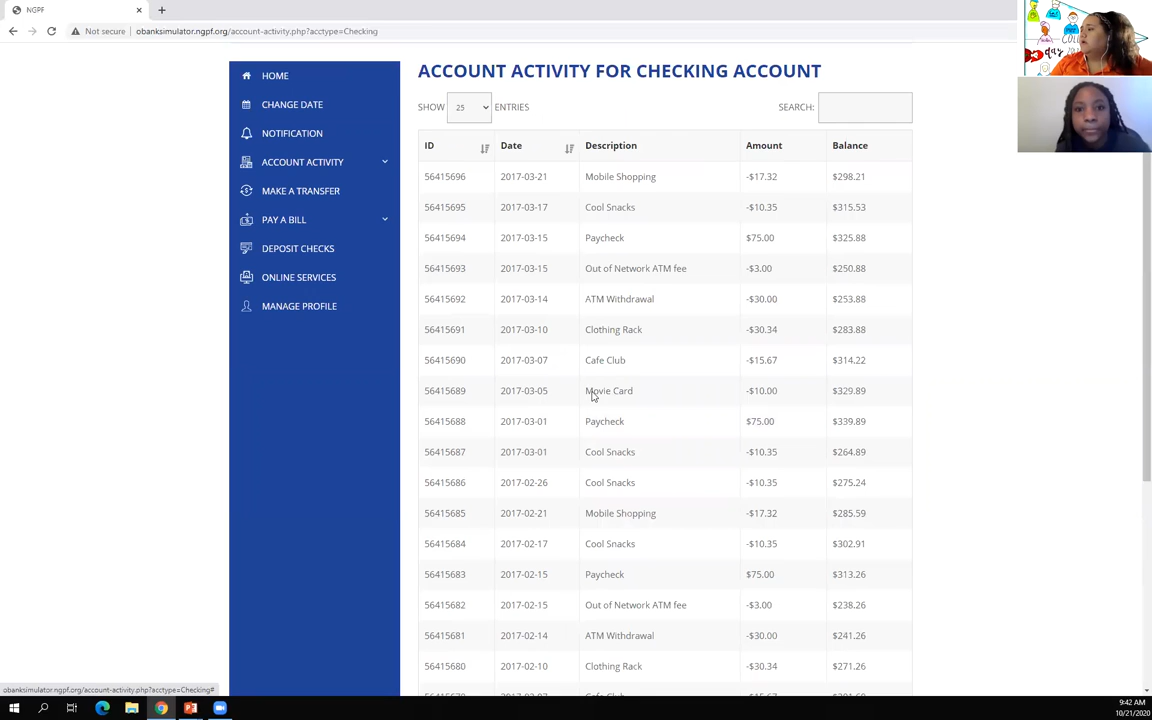 NGPF
Not secure obanksimulator.ngpf.org/account-activity.php?acctype=Checking
HOME
CHANGE DATE
NOTIFICATION
ACCOUNT ACTIVITY
MAKE A TRANSFER
PAY A BILL
DEPOSIT CHECKS
ONLINE SERVICES
MANAGE PROFILE
ACCOUNT ACTIVITY FOR CHECKING ACCOUNT
SHOW 25 ENTRIES SEARCH:
ID Date Description Amount Balance
56415696 2017-03-21 Mobile Shopping -$17.32 $298.21
56415695 2017-03-17 Cool Snacks -$10.35 $315.53
56415694 2017-03-15 Paycheck $75.00 $325.88
56415693 2017-03-15 Out of Network ATM fee -$3.00 $250.88
56415692 2017-03-14 ATM Withdrawal -$30.00 $253.88
56415691 2017-03-10 Clothing Rack -$30.34 $283.88
56415690 2017-03-07 Cafe Club -$15.67 $314.22
56415689 2017-03-05 Movie Card -$10.00 $329.89
56415688 2017-03-01 Paycheck $75.00 $339.89
56415687 2017-03-01 Cool Snacks -$10.35 $264.89
56415686 2017-02-26 Cool Snacks -$10.35 $275.24
56415685 2017-02-21 Mobile Shopping -$17.32 $285.59
56415684 2017-02-17 Cool Snacks -$10.35 $302.91
56415683 2017-02-15 Paycheck $75.00 $313.26
56415682 2017-02-15 Out of Network ATM fee -$3.00 $238.26
56415681 2017-02-14 ATM Withdrawal -$30.00 $241.26
56415680 2017-02-10 Clothing Rack -$30.34 $271.26
obanksimulator.ngpf.org/account-activity.php?acctype=Checking#
9:42 AM
10/21/2020
day